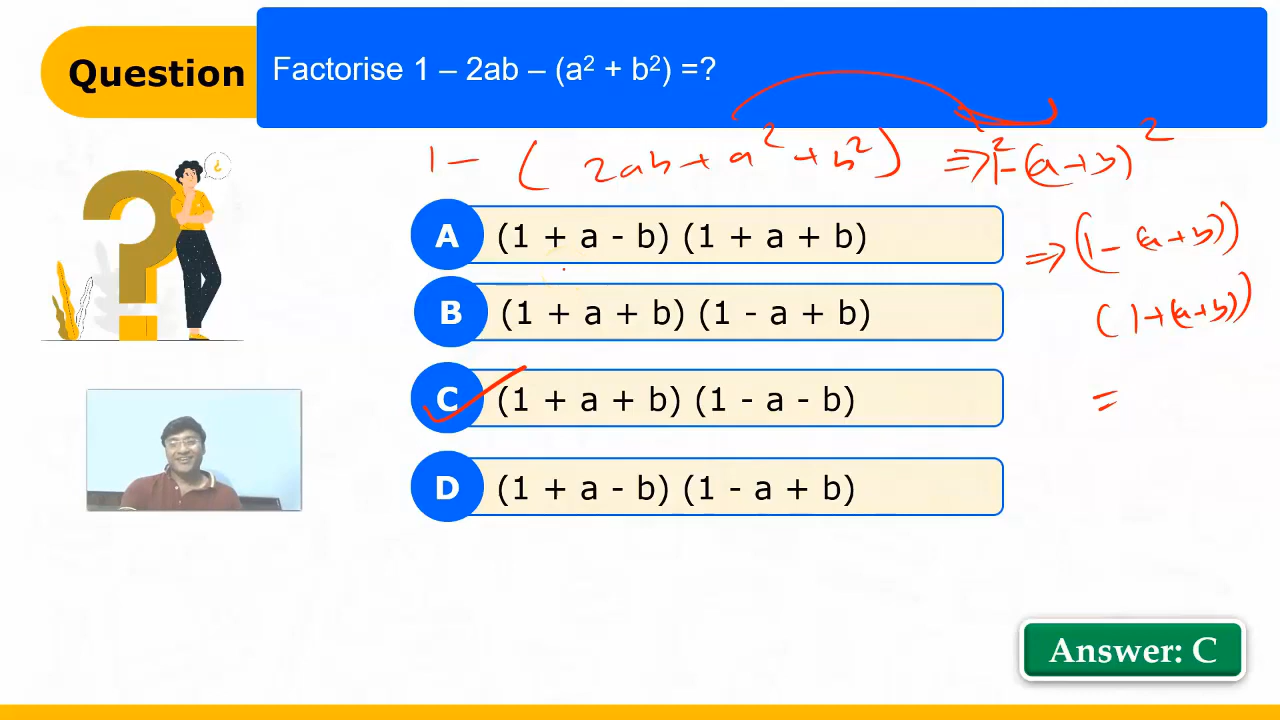 Question
Factorise 1 – 2ab – (a² + b²) =?
¿
1 - ( 2ab + a² + b² ) ⇒ 1² - (a+b)²
A (1 + a - b) (1 + a + b)
⇒ (1 - (a+b))
B (1 + a + b) (1 - a + b)
(1+(a+b))
C (1 + a + b) (1 - a - b)
=
D (1 + a - b) (1 - a + b)
Answer: C